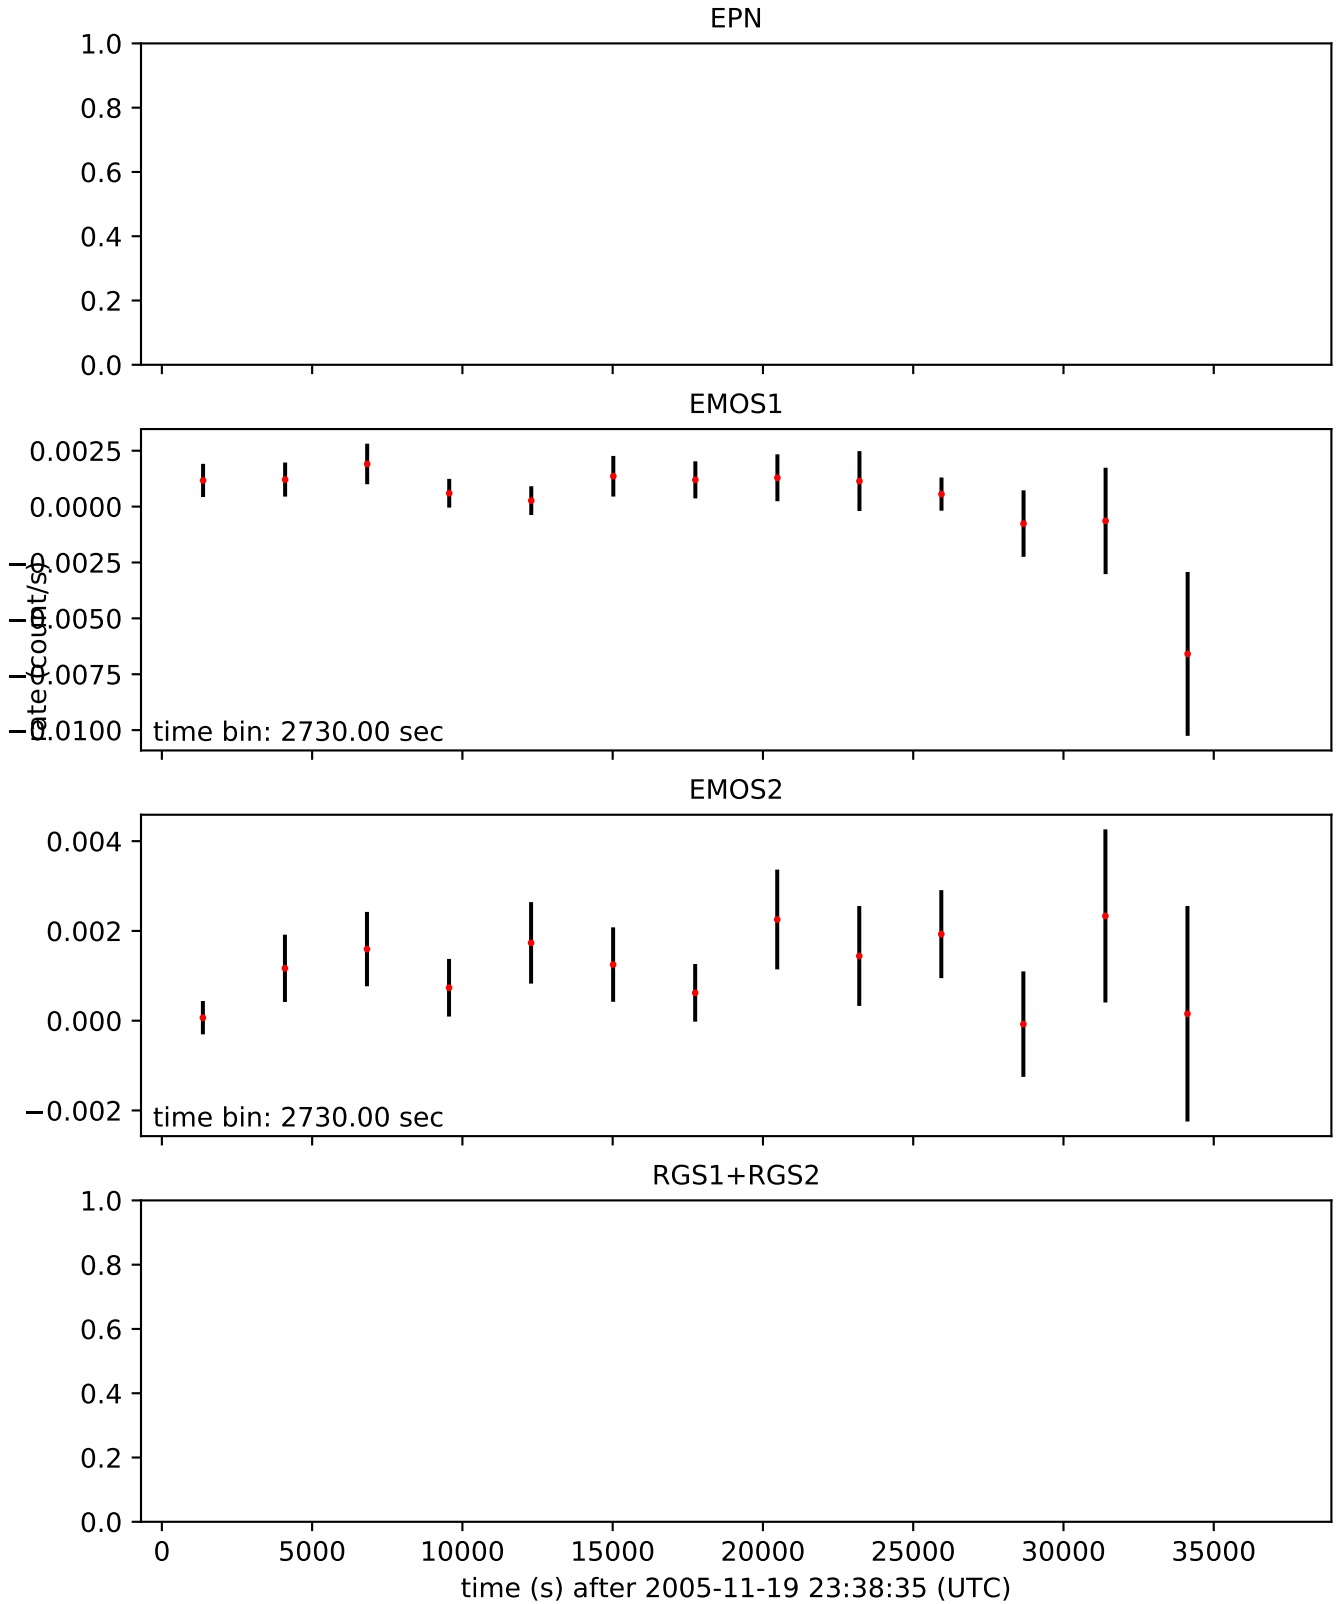 EPN
1.0
0.8
0.6
0.4
0.2
0.0
EMOS1
0.0025
0.0000
−0.0025
−0.0050
−0.0075
−0.0100
rate (count/s)
time bin: 2730.00 sec
EMOS2
0.004
0.002
0.000
−0.002
time bin: 2730.00 sec
RGS1+RGS2
1.0
0.8
0.6
0.4
0.2
0.0
0 5000 10000 15000 20000 25000 30000 35000
time (s) after 2005-11-19 23:38:35 (UTC)